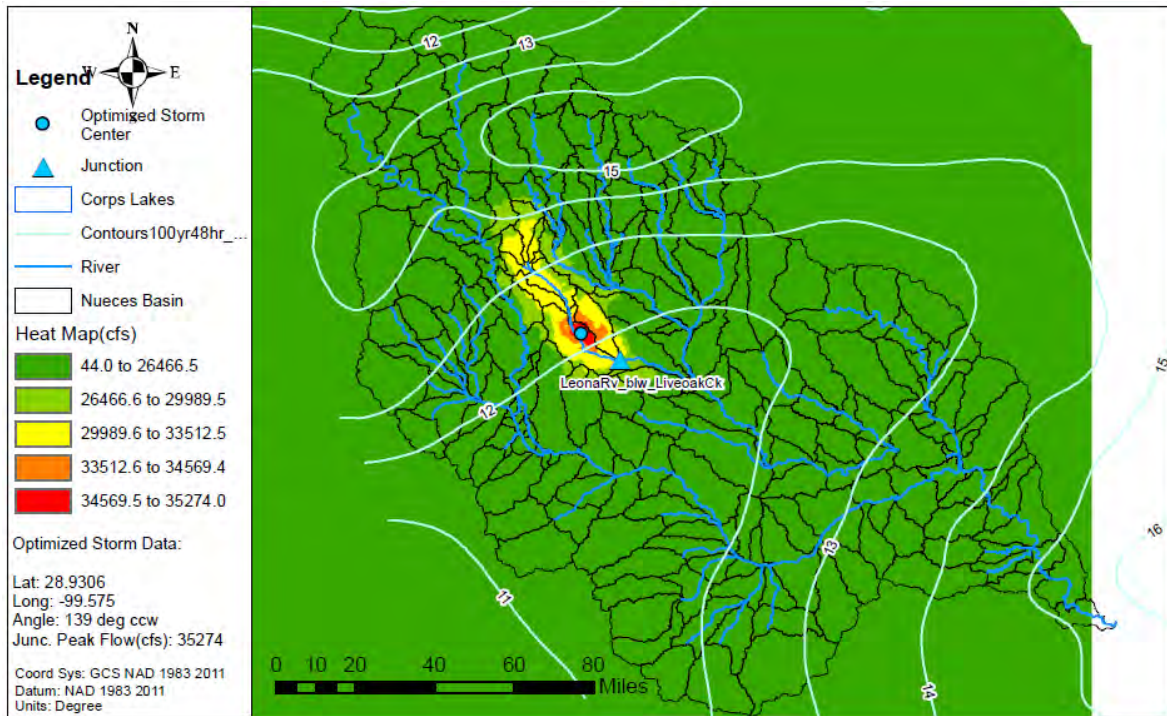 N
W
E
S
Legend
Optimized Storm
Center
Junction
Corps Lakes
Contours100yr48hr_...
River
Nueces Basin
Heat Map(cfs)
44.0 to 26466.5
26466.6 to 29989.5
29989.6 to 33512.5
33512.6 to 34569.4
34569.5 to 35274.0
Optimized Storm Data:
Lat: 28.9306
Long: -99.575
Angle: 139 deg ccw
Junc. Peak Flow(cfs): 35274
Coord Sys: GCS NAD 1983 2011
Datum: NAD 1983 2011
Units: Degree
12
13
15
LeonaRv_blw_LiveoakCk
12
15
16
13
11
14
0 10 20 40 60 80
Miles